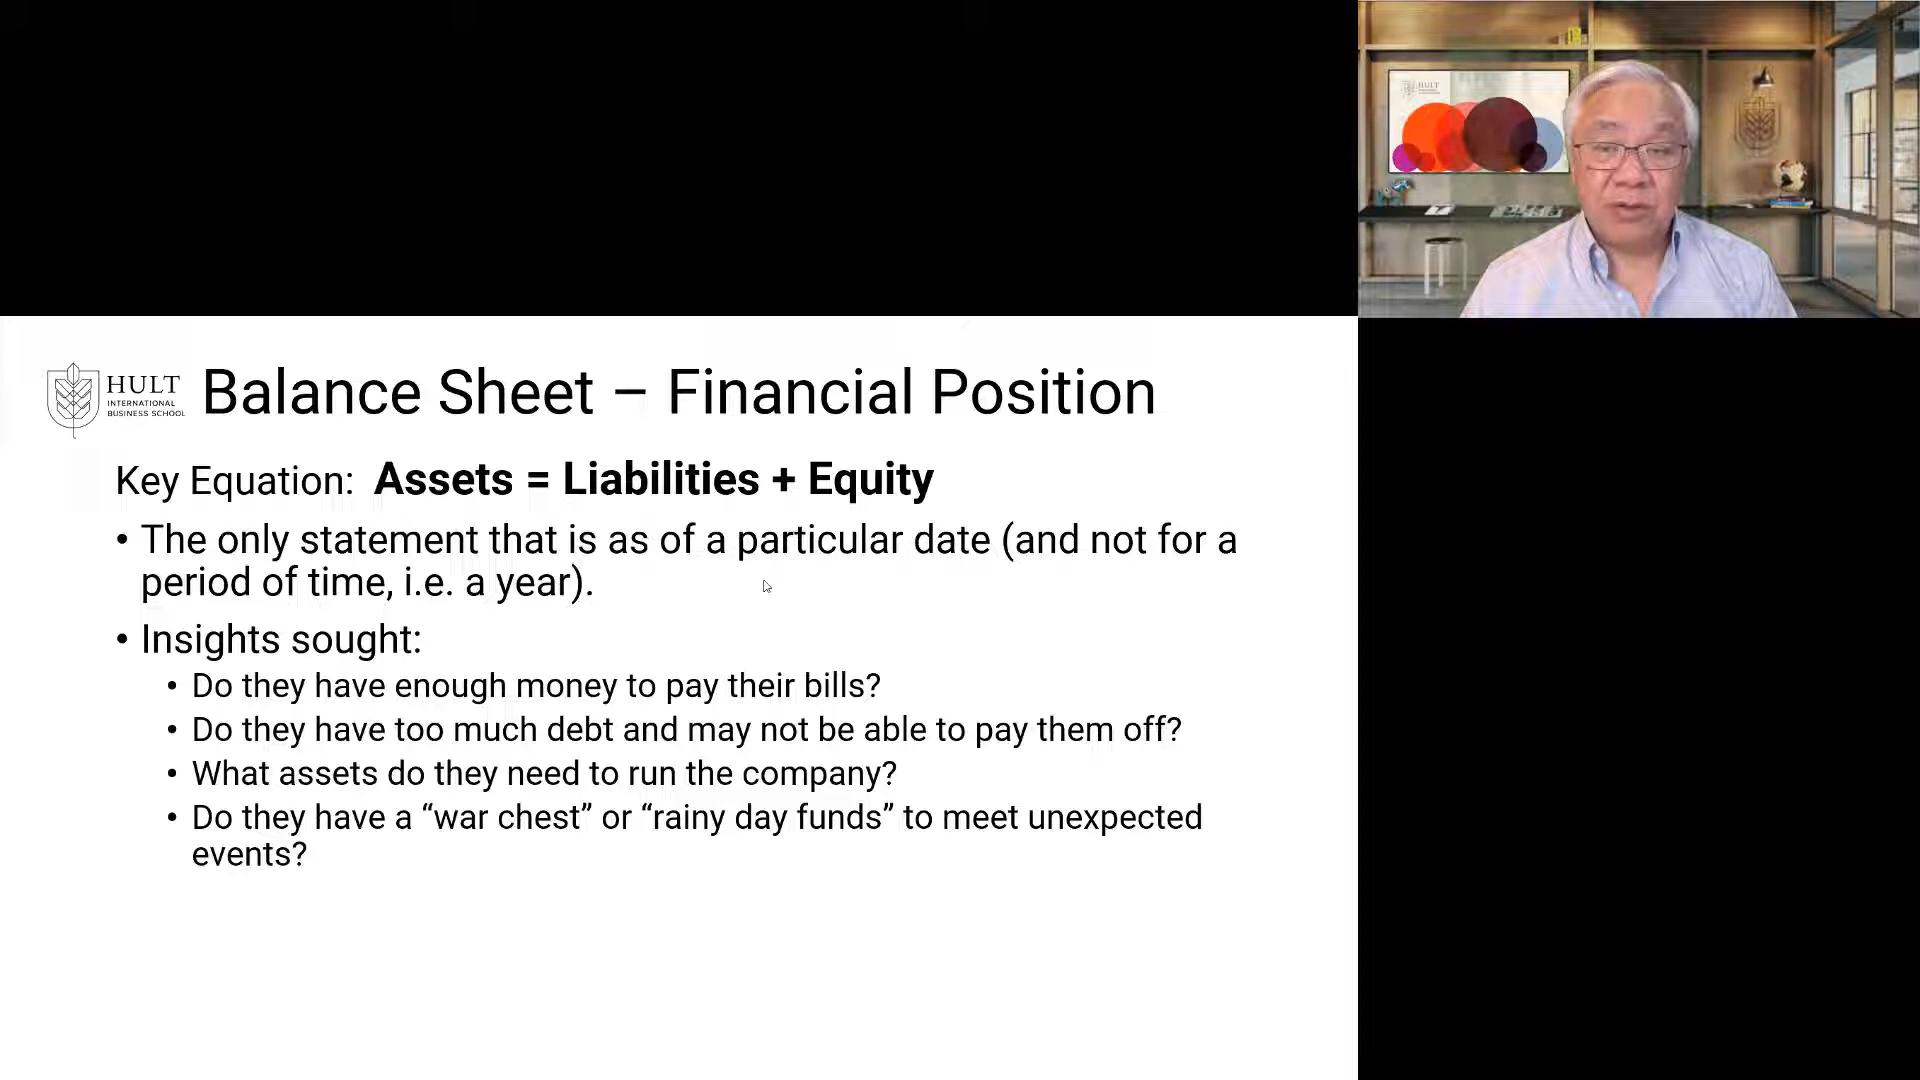 HULT
HULT
INTERNATIONAL
BUSINESS SCHOOL
Balance Sheet – Financial Position
Key Equation: Assets = Liabilities + Equity
• The only statement that is as of a particular date (and not for a
period of time, i.e. a year).
• Insights sought:
• Do they have enough money to pay their bills?
• Do they have too much debt and may not be able to pay them off?
• What assets do they need to run the company?
• Do they have a “war chest” or “rainy day funds” to meet unexpected
events?